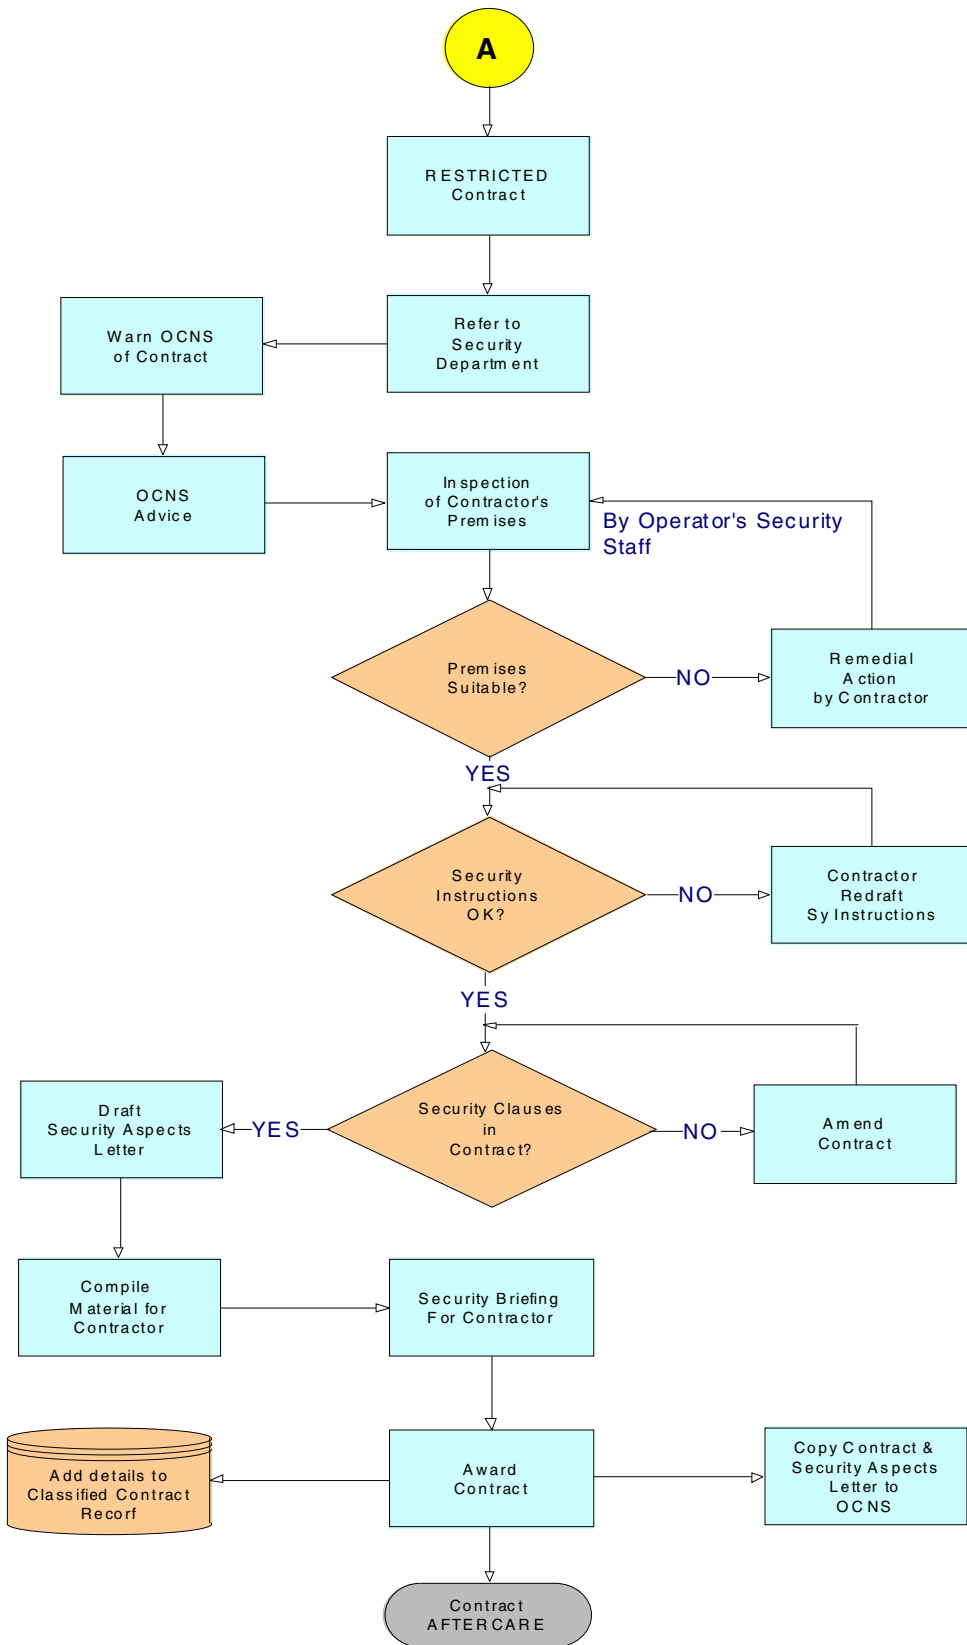 A
RESTRICTED
Contract
Refer to
Security
Department
Warn OCNS
of Contract
OCNS
Advice
Inspection
of Contractor's
Premises
By Operator's Security
Staff
Premises
Suitable?
NO
Remedial
Action
by Contractor
YES
Security
Instructions
OK?
NO
Contractor
Redraft
Sy Instructions
YES
Security Clauses
in
Contract?
NO
Amend
Contract
YES
Draft
Security Aspects
Letter
Compile
Material for
Contractor
Security Briefing
For Contractor
Award
Contract
Add details to
Classified Contract
Recorf
Copy Contract &
Security Aspects
Letter to
OCNS
Contract
AFTERCARE